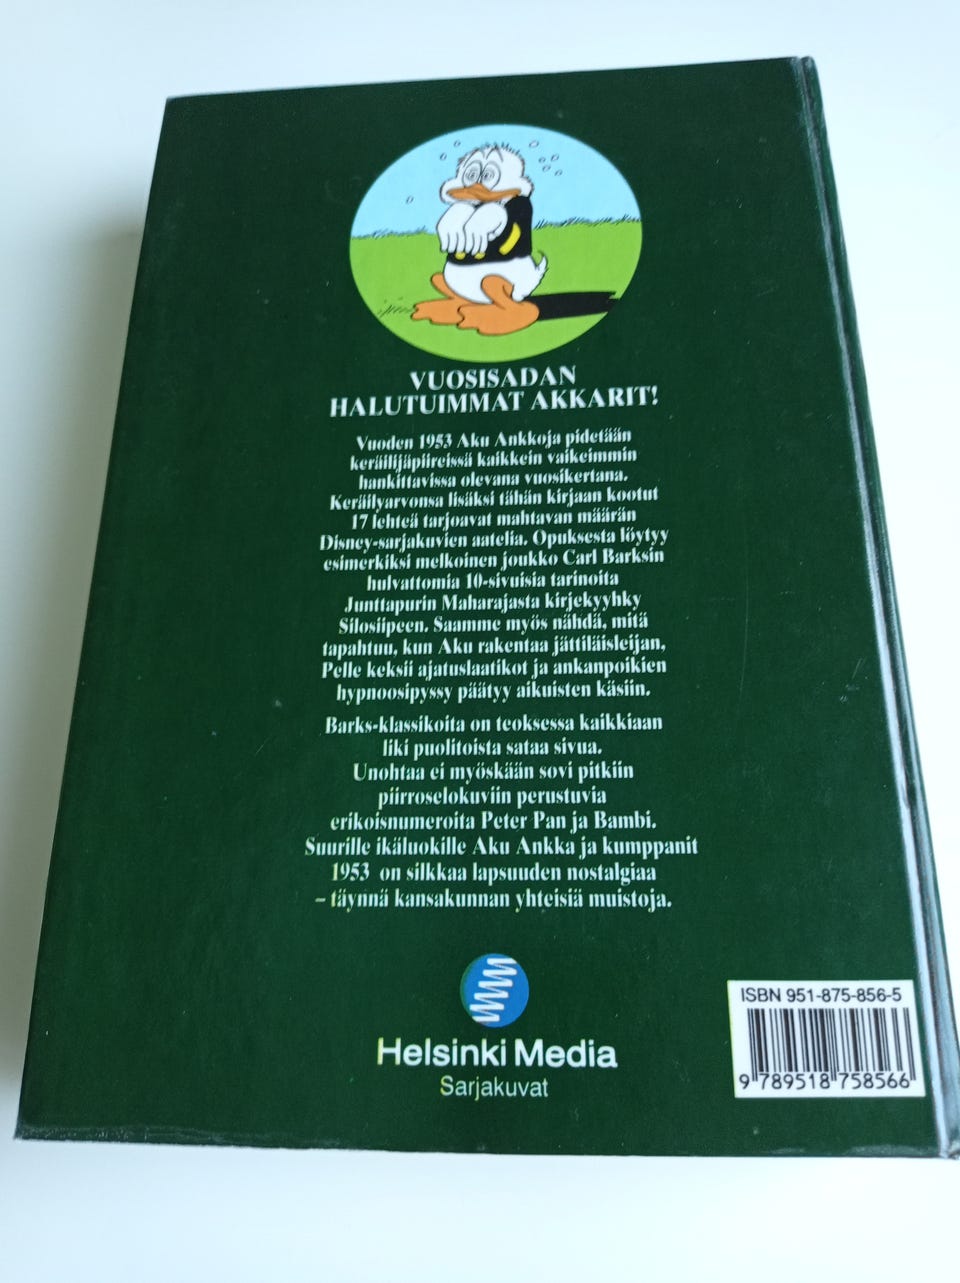 VUOSISADAN
HALUTUIMMAT AKKARIT!
Vuoden 1953 Aku Ankkoja pidetään
keräilijäpiireissä kaikkein vaikeimmin
hankittavissa olevana vuosikertana.
Keräilyarvonsa lisäksi tähän kirjaan kootut
17 lehteä tarjoavat mahtavan määrän
Disney-sarjakuvien aatelia. Opuksesta löytyy
esimerkiksi melkoinen joukko Carl Barksin
hulvattomia 10-sivuisia tarinoita
Junttapurin Maharajasta kirjekyyhky
Silosiipeen. Saamme myös nähdä, mitä
tapahtuu, kun Aku rakentaa jättiläisleijan,
Pelle keksii ajatuslaatikot ja ankanpoikien
hypnoosipyssy päätyy aikuisten käsiin.
Barks-klassikoita on teoksessa kaikkiaan
liki puolitoista sataa sivua.
Unohtaa ei myöskään sovi pitkiin
piirroselokuviin perustuvia
erikoisnumeroita Peter Pan ja Bambi.
Suurille ikäluokille Aku Ankka ja kumppanit
1953 on silkkaa lapsuuden nostalgiaa
– täynnä kansakunnan yhteisiä muistoja.
Helsinki Media
Sarjakuvat
ISBN 951-875-856-5
9 789518 758566